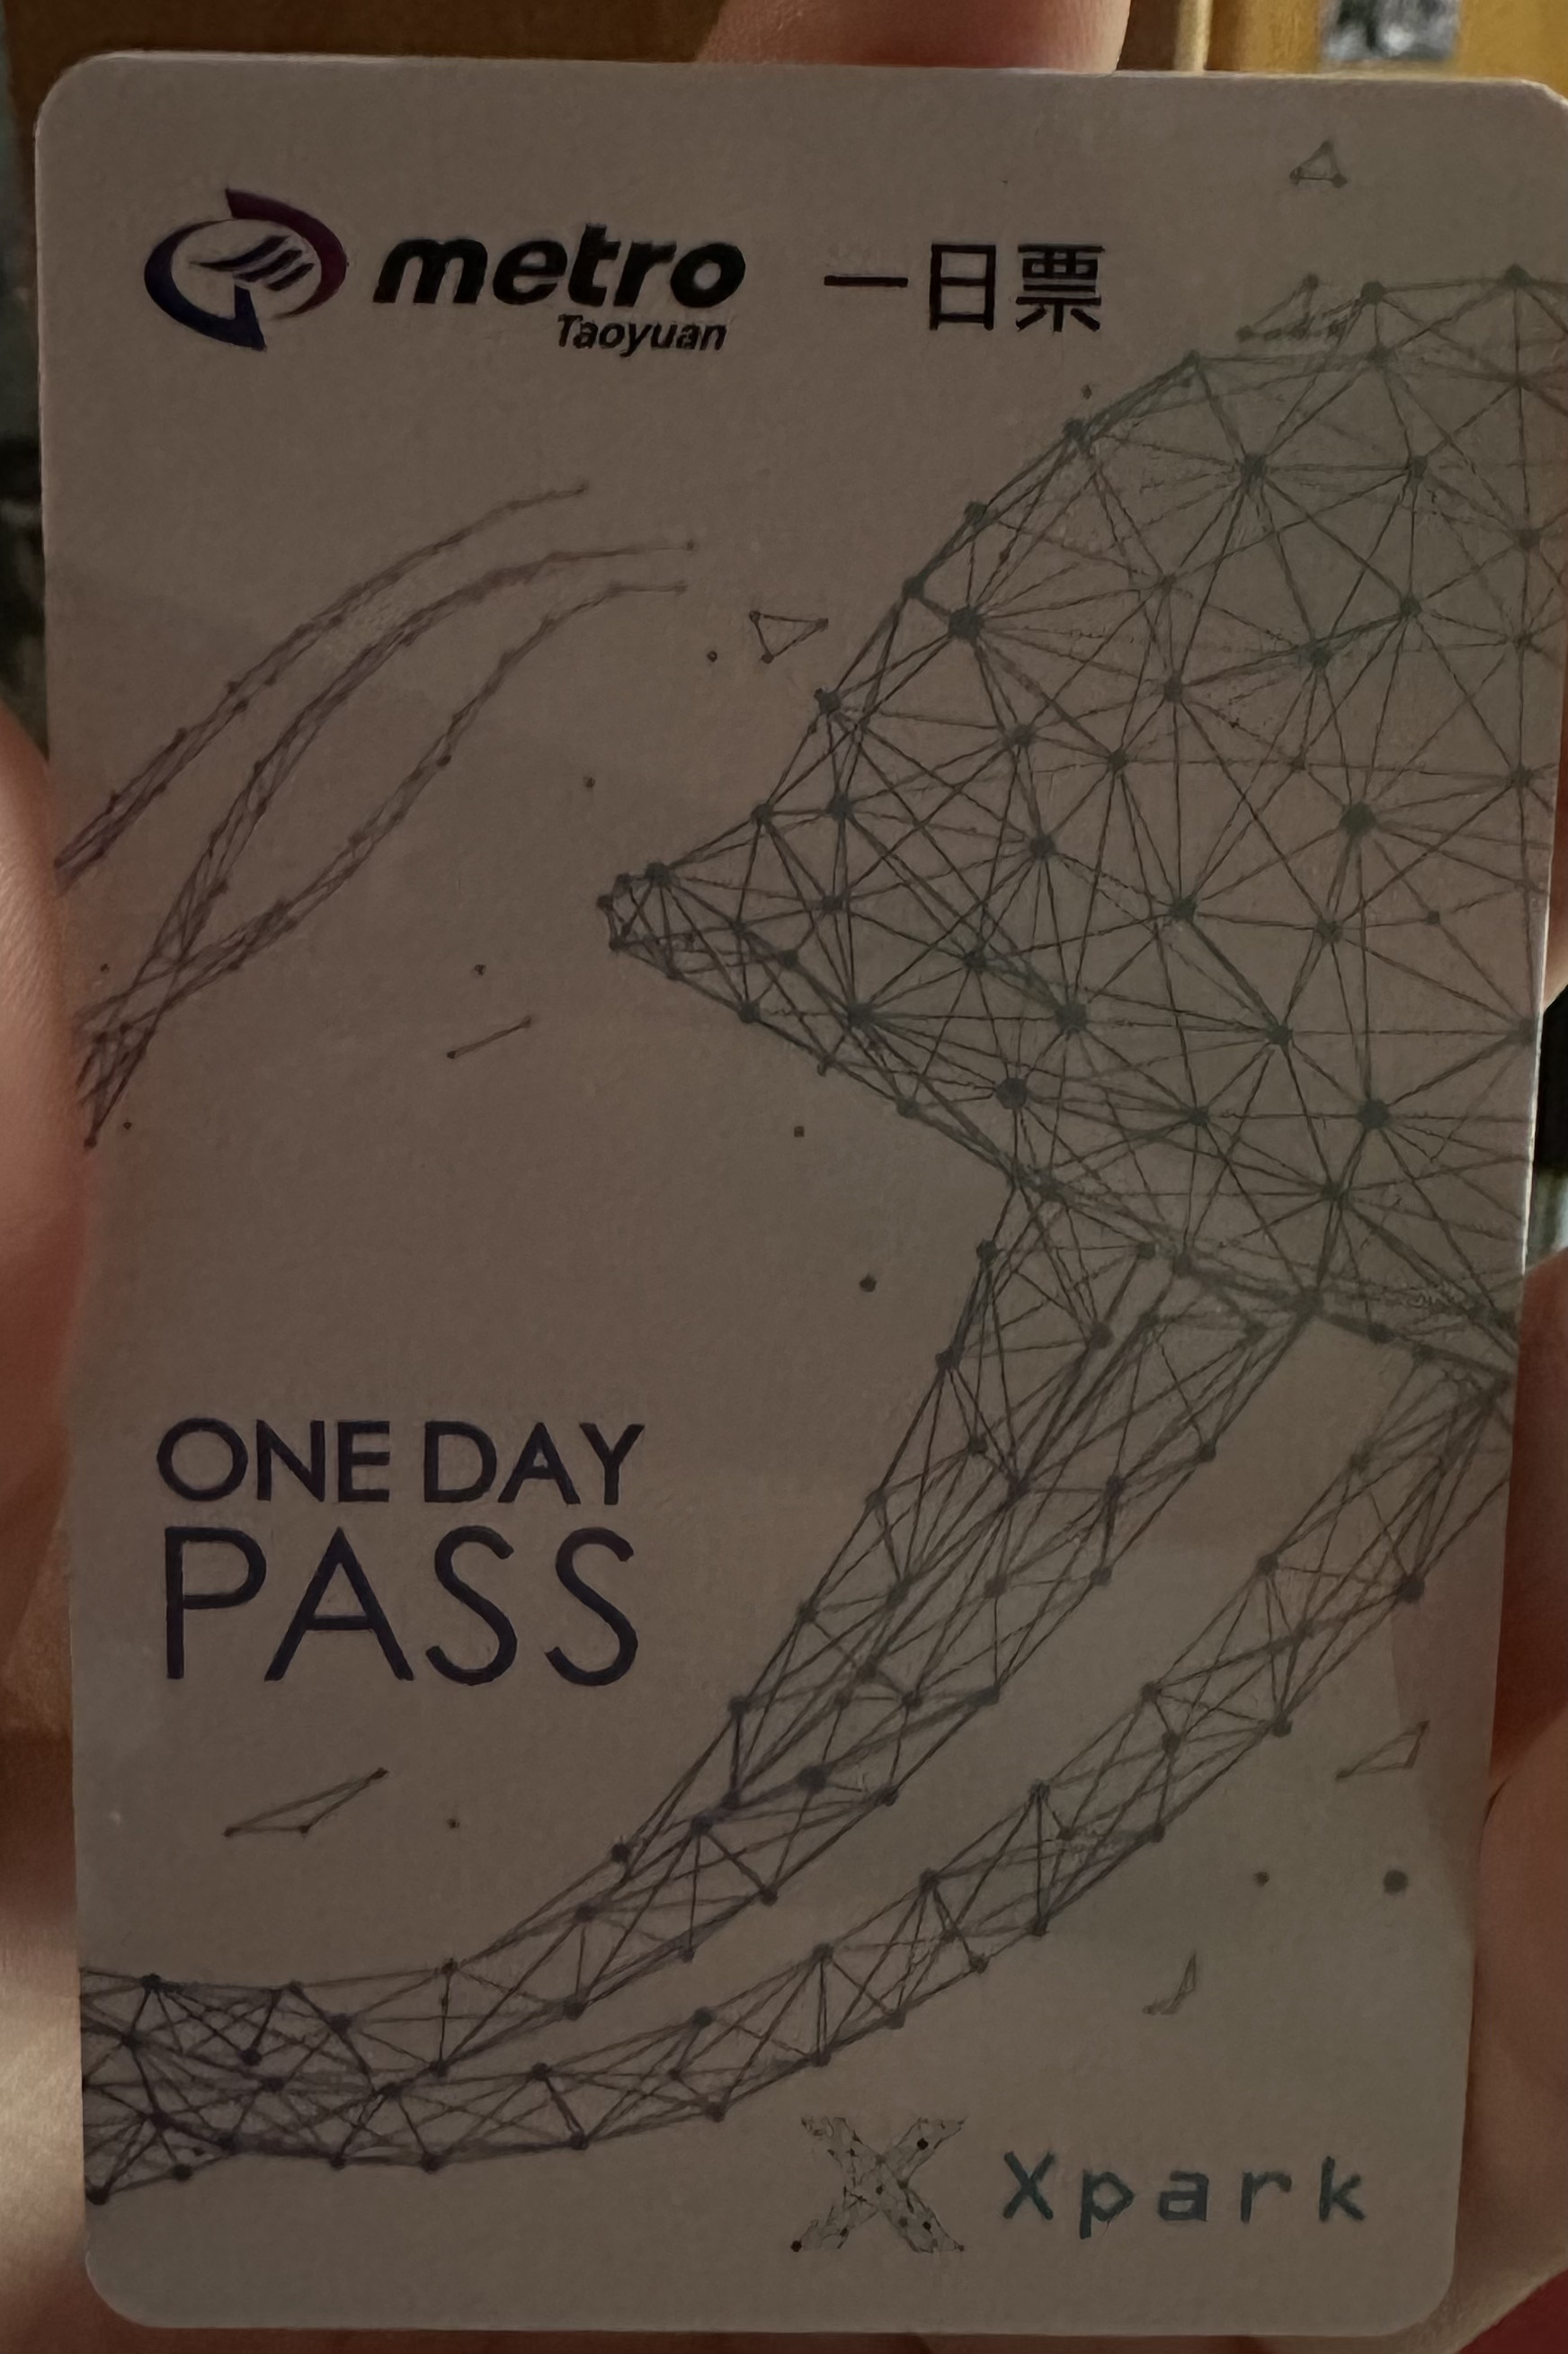 metro 一日票
Taoyuan
ONE DAY
PASS
Xpark